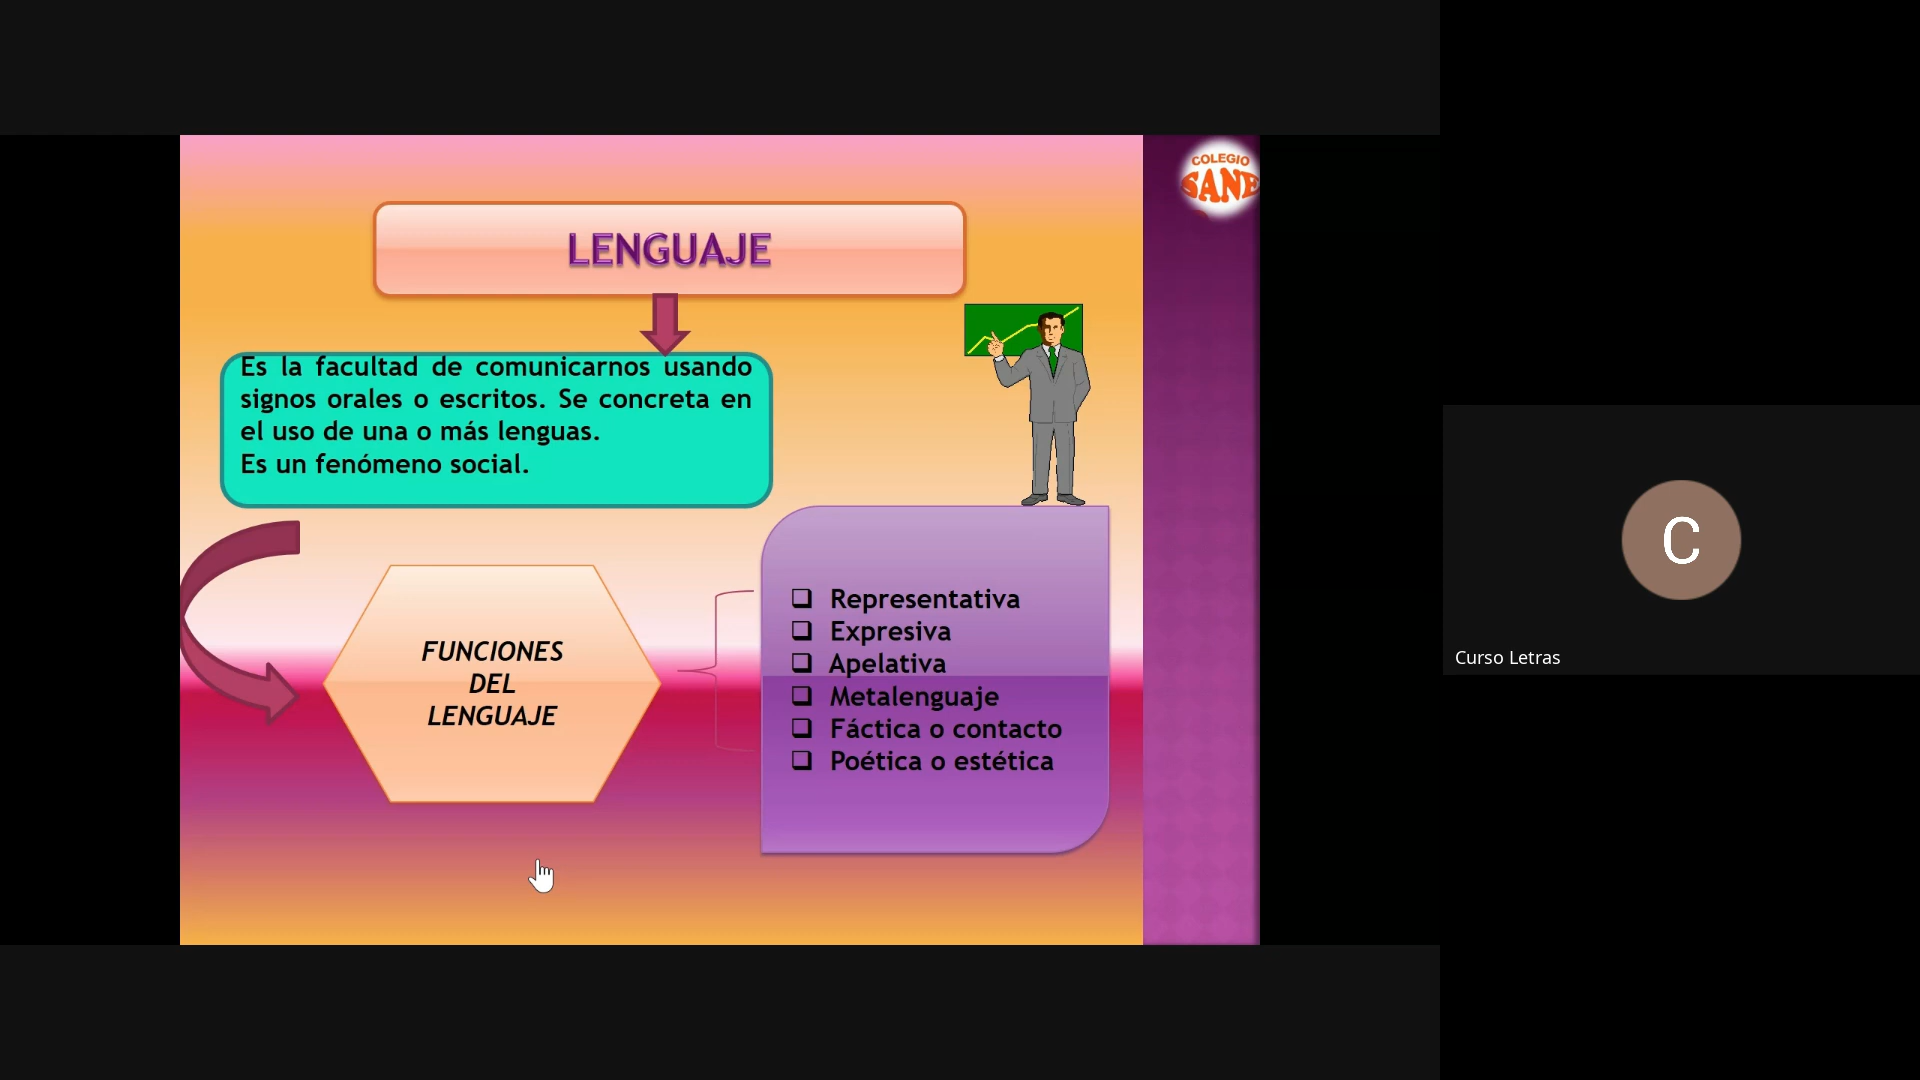 COLEGIO
SANE
LENGUAJE
Es la facultad de comunicarnos usando
signos orales o escritos. Se concreta en
el uso de una o más lenguas.
Es un fenómeno social.
FUNCIONES
DEL
LENGUAJE
Representativa
Expresiva
Apelativa
Metalenguaje
Fáctica o contacto
Poética o estética
C
Curso Letras